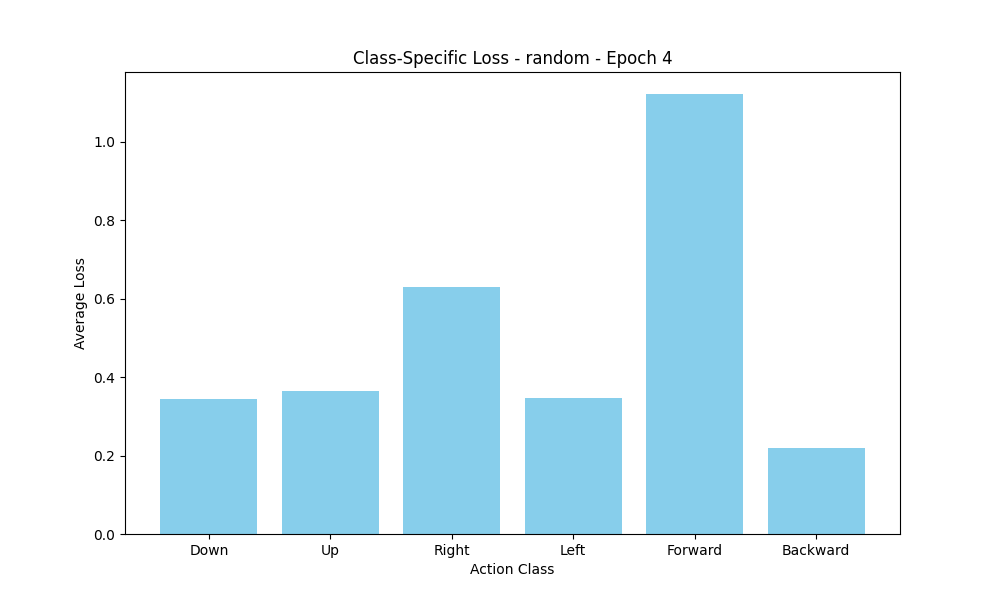 Class-Specific Loss - random - Epoch 4
Average Loss
1.0
0.8
0.6
0.4
0.2
0.0
Down Up Right Left Forward Backward
Action Class